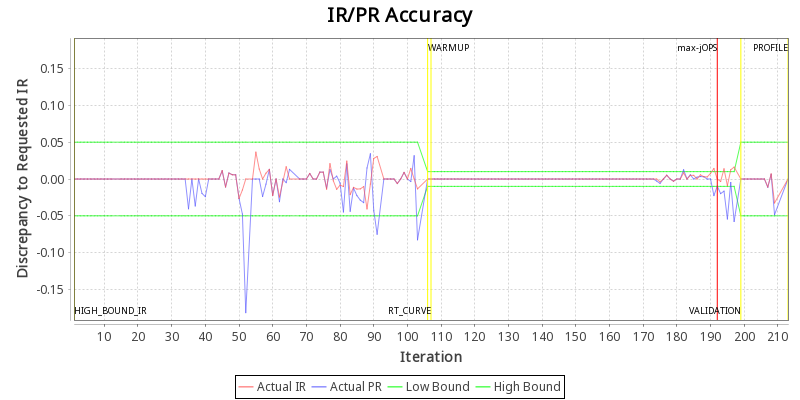 IR/PR Accuracy
Discrepancy to Requested IR
0.15
0.10
0.05
0.00
-0.05
-0.10
-0.15
WARMUP
max-jOPS
PROFILE
HIGH_BOUND_IR
RT_CURVE
VALIDATION
10 20 30 40 50 60 70 80 90 100 110 120 130 140 150 160 170 180 190 200 210
Iteration
Actual IR Actual PR Low Bound High Bound